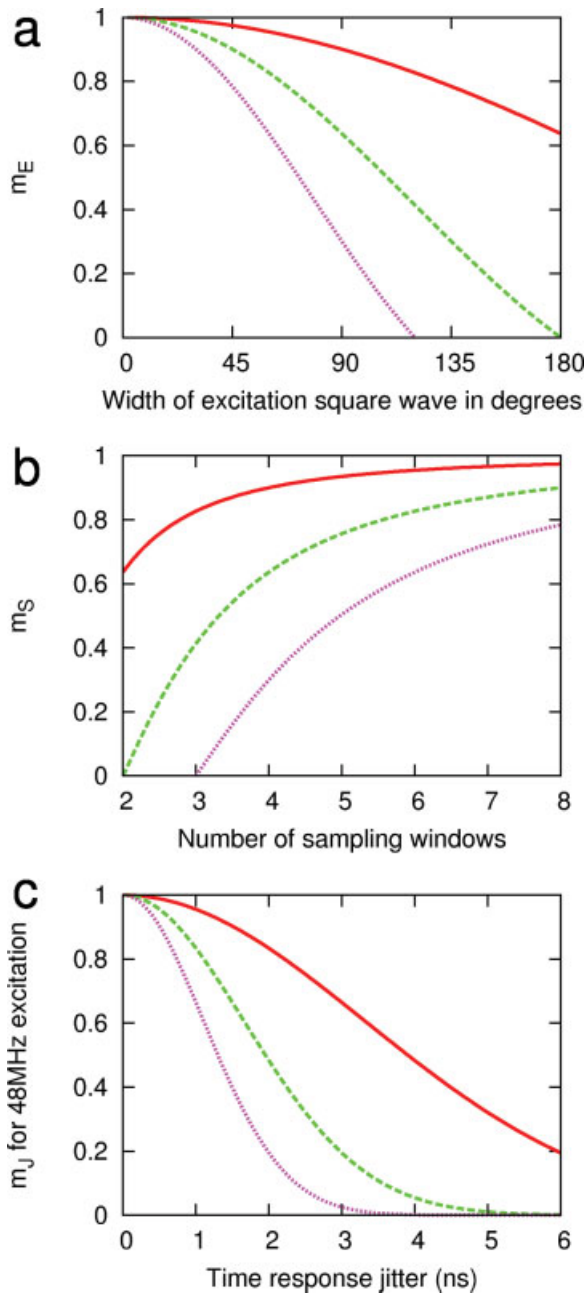 a
1
0.8
0.6
0.4
0.2
0
m_E
0 45 90 135 180
Width of excitation square wave in degrees
b
1
0.8
0.6
0.4
0.2
0
m_S
2 3 4 5 6 7 8
Number of sampling windows
c
1
0.8
0.6
0.4
0.2
0
m_J for 48MHz excitation
0 1 2 3 4 5 6
Time response jitter (ns)